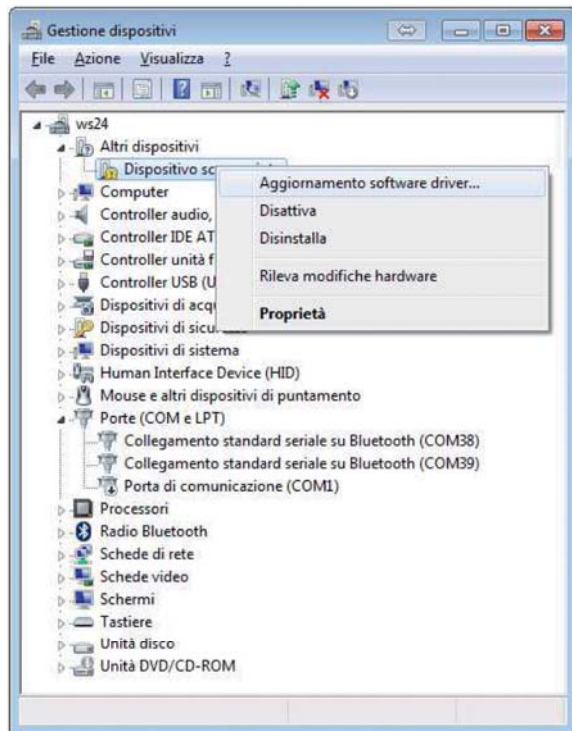 Gestione dispositivi
File Azione Visualizza ?
ws24
Altri dispositivi
Dispositivo
Aggiornamento software driver...
Disattiva
Disinstalla
Rileva modifiche hardware
Proprietà
Computer
Controller audio,
Controller IDE AT
Controller unità f
Controller USB (U
Dispositivi di acq
Dispositivi di
Dispositivi di sistema
Human Interface Device (HID)
Mouse e altri dispositivi di puntamento
Porte (COM e LPT)
Collegamento standard seriale su Bluetooth (COM38)
Collegamento standard seriale su Bluetooth (COM39)
Porta di comunicazione (COM1)
Processori
Radio Bluetooth
Schede di rete
Schede video
Schermi
Tastiere
Unità disco
Unità DVD/CD-ROM